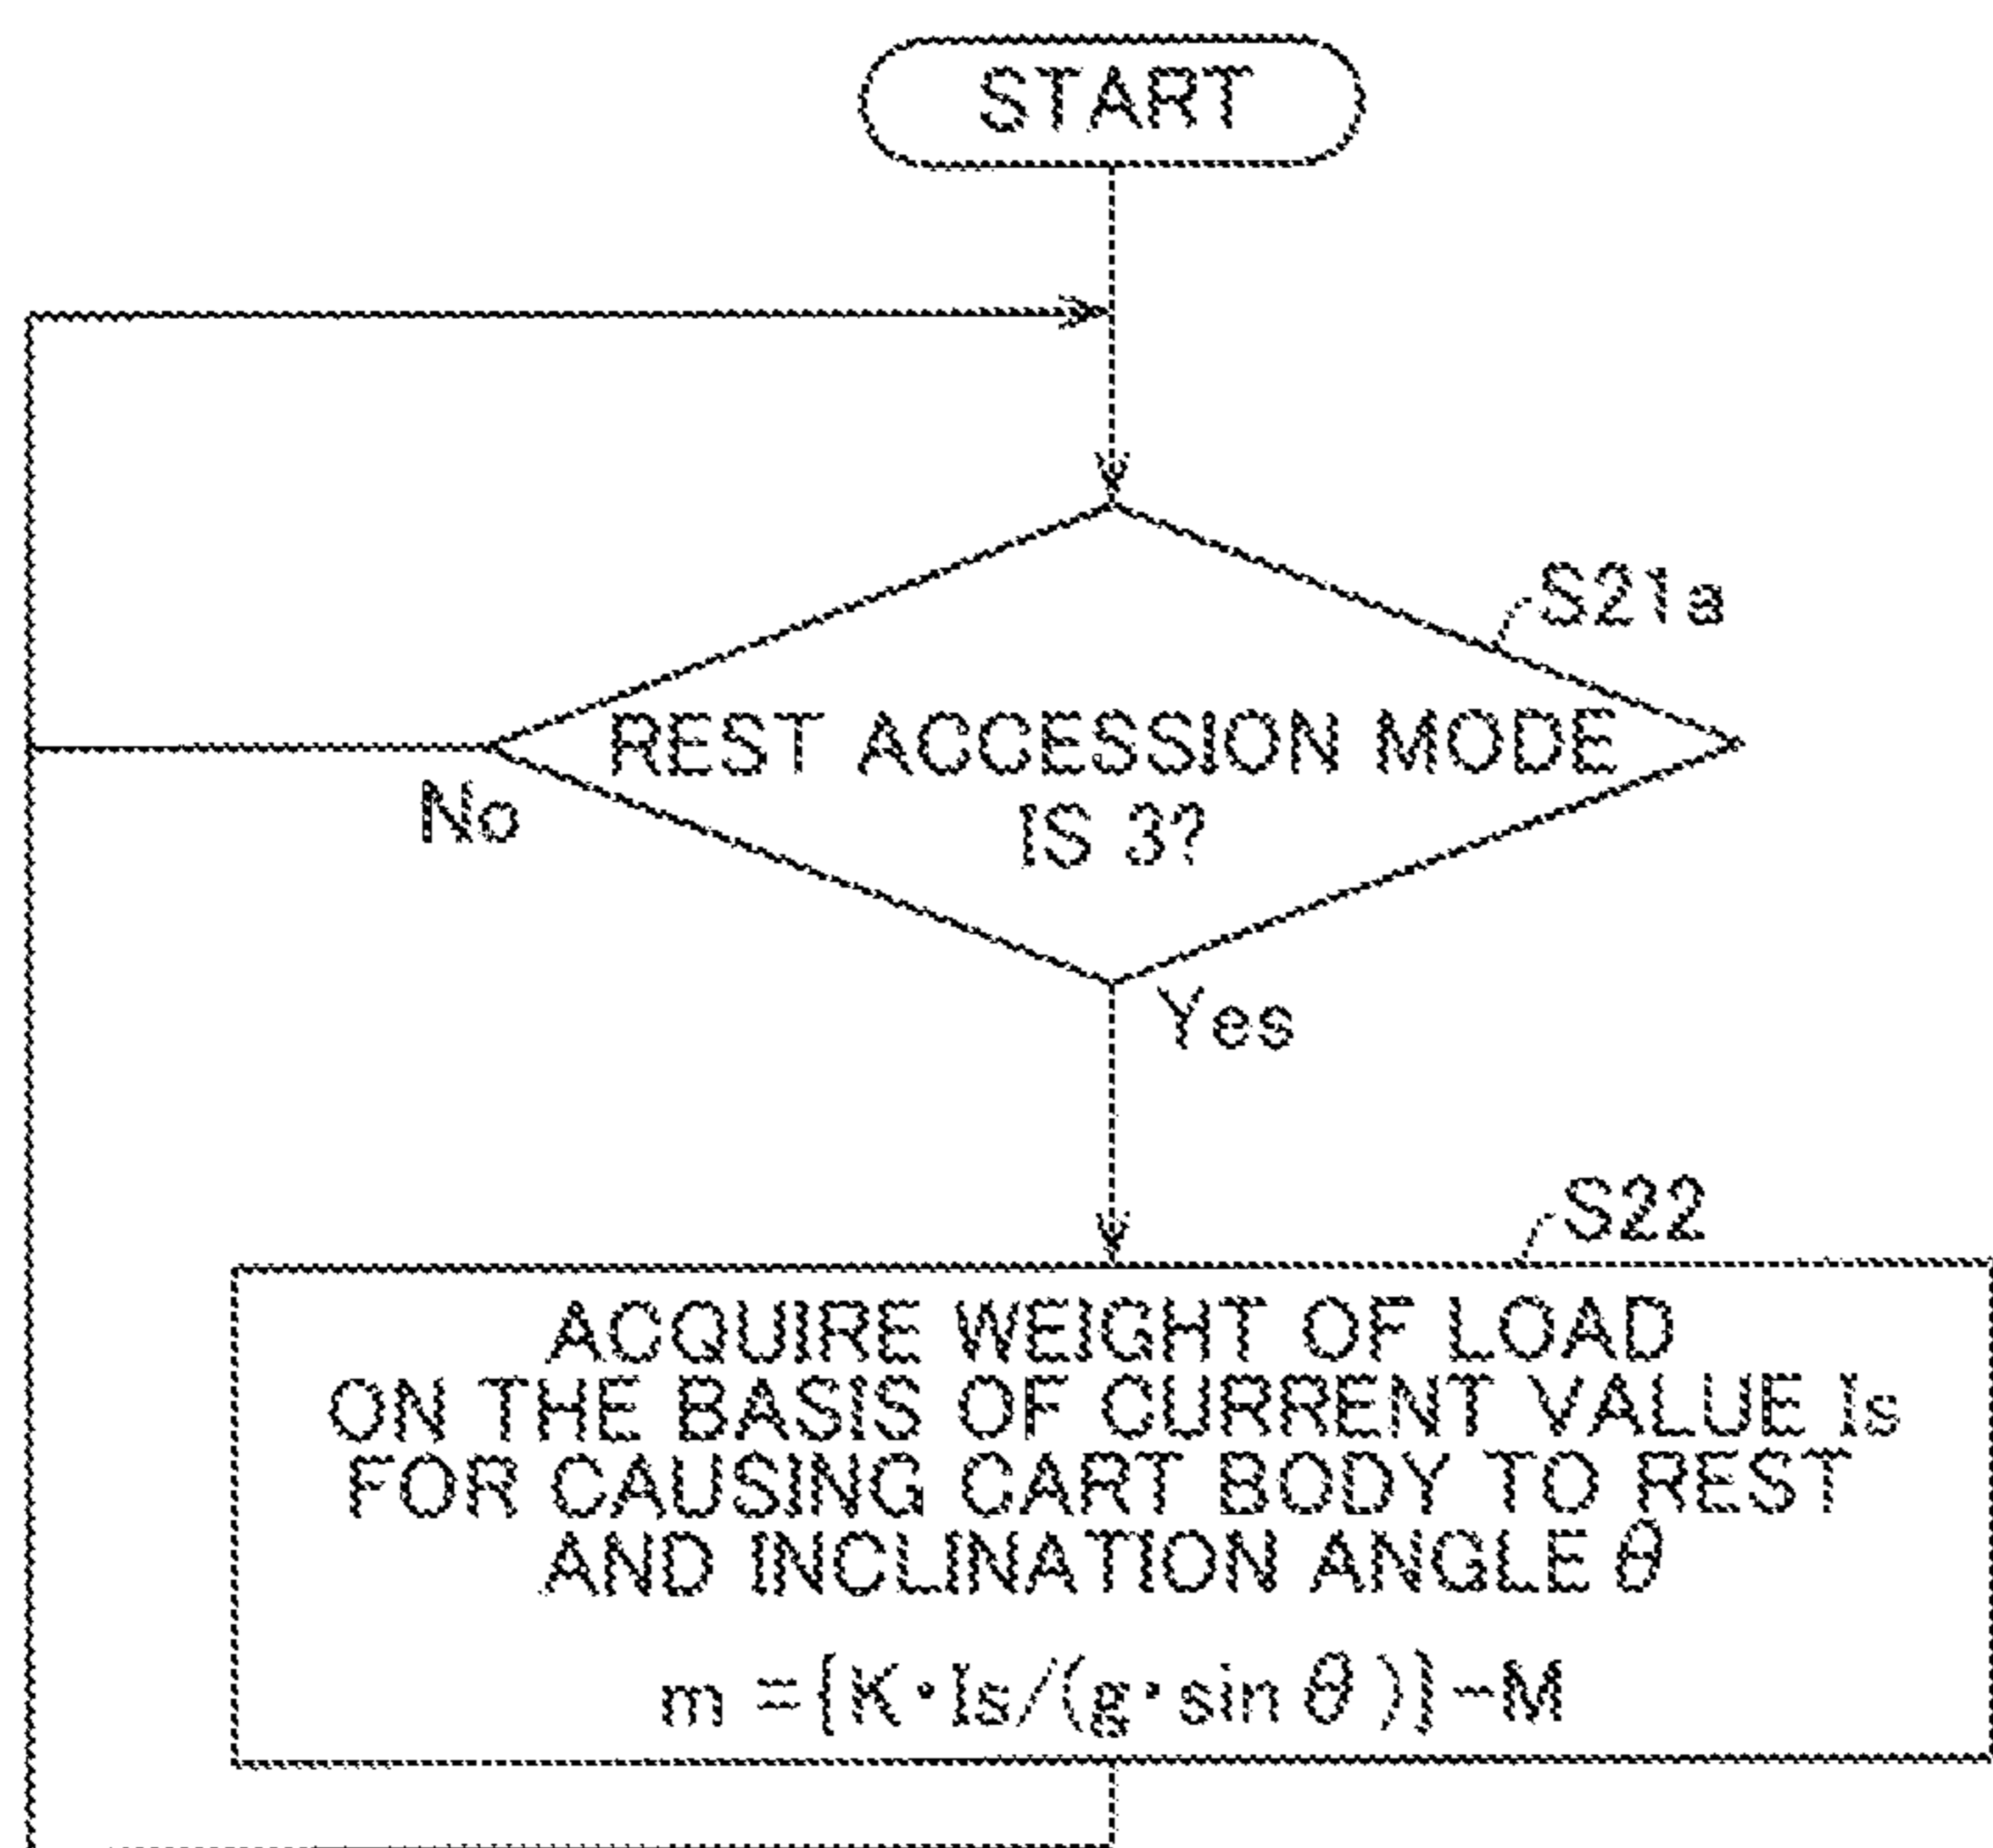 START
S21a
REST ACCESSION MODE
IS 3?
No
Yes
S22
ACQUIRE WEIGHT OF LOAD
ON THE BASIS OF CURRENT VALUE Is
FOR CAUSING CART BODY TO REST
AND INCLINATION ANGLE θ
m={K·Is/(g·sin θ)}-M